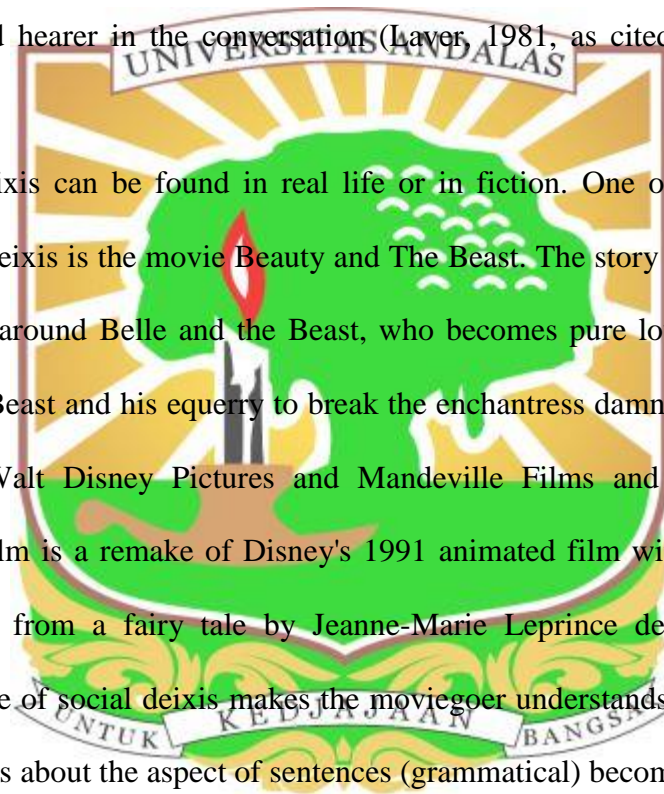 d hearer in the conversation (Laver, 1981, as cited
UNIVERSITAS ANDALAS
ixis can be found in real life or in fiction. One o
eixis is the movie Beauty and The Beast. The story
around Belle and the Beast, who becomes pure lo
Beast and his equerry to break the enchantress damn
Walt Disney Pictures and Mandeville Films and
lm is a remake of Disney's 1991 animated film wi
from a fairy tale by Jeanne-Marie Leprince de
e of social deixis makes the moviegoer understands
UNTUK KEDJAJAAN BANGSA
s about the aspect of sentences (grammatical) becom